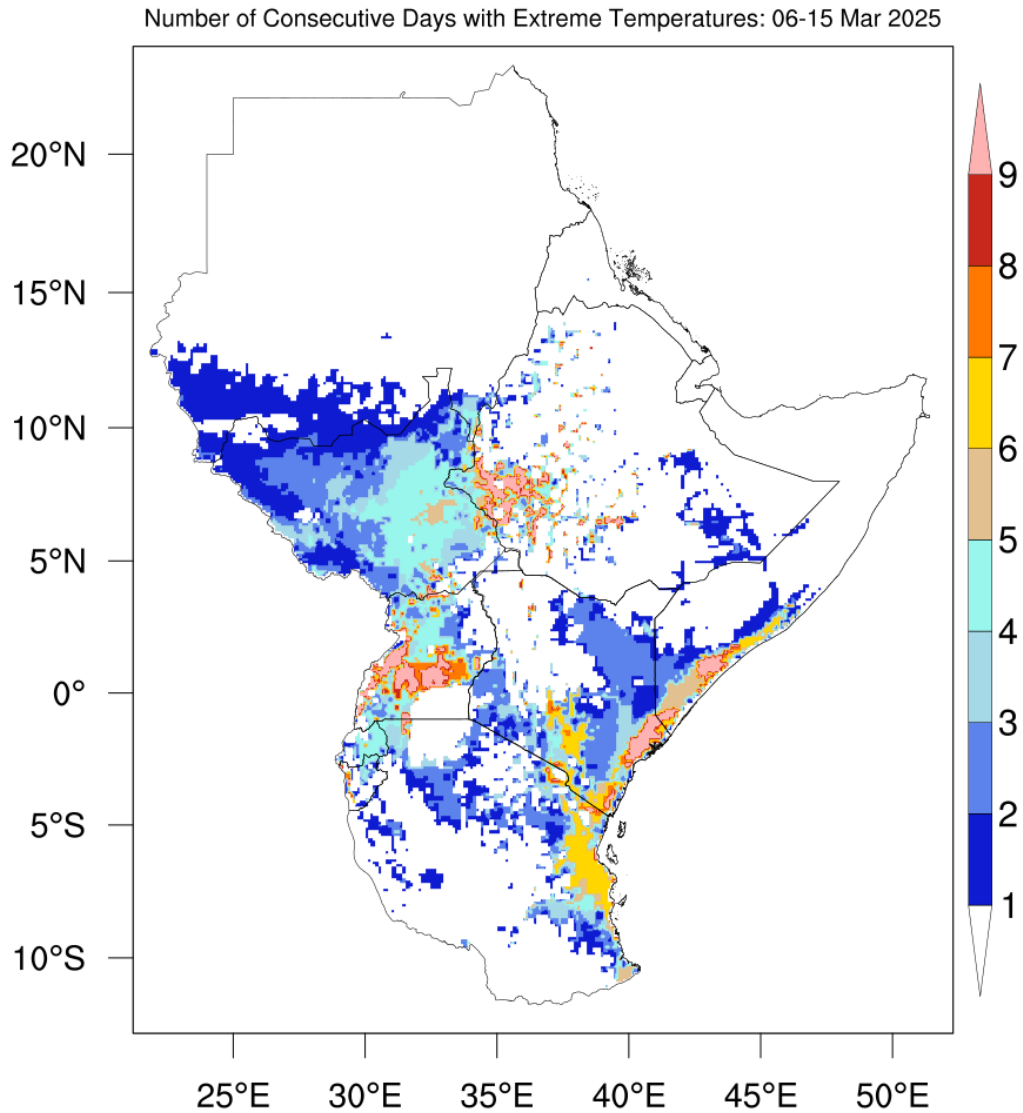 Number of Consecutive Days with Extreme Temperatures: 06-15 Mar 2025
20°N
15°N
10°N
5°N
0°
5°S
10°S
25°E
30°E
35°E
40°E
45°E
50°E
9
8
7
6
5
4
3
2
1